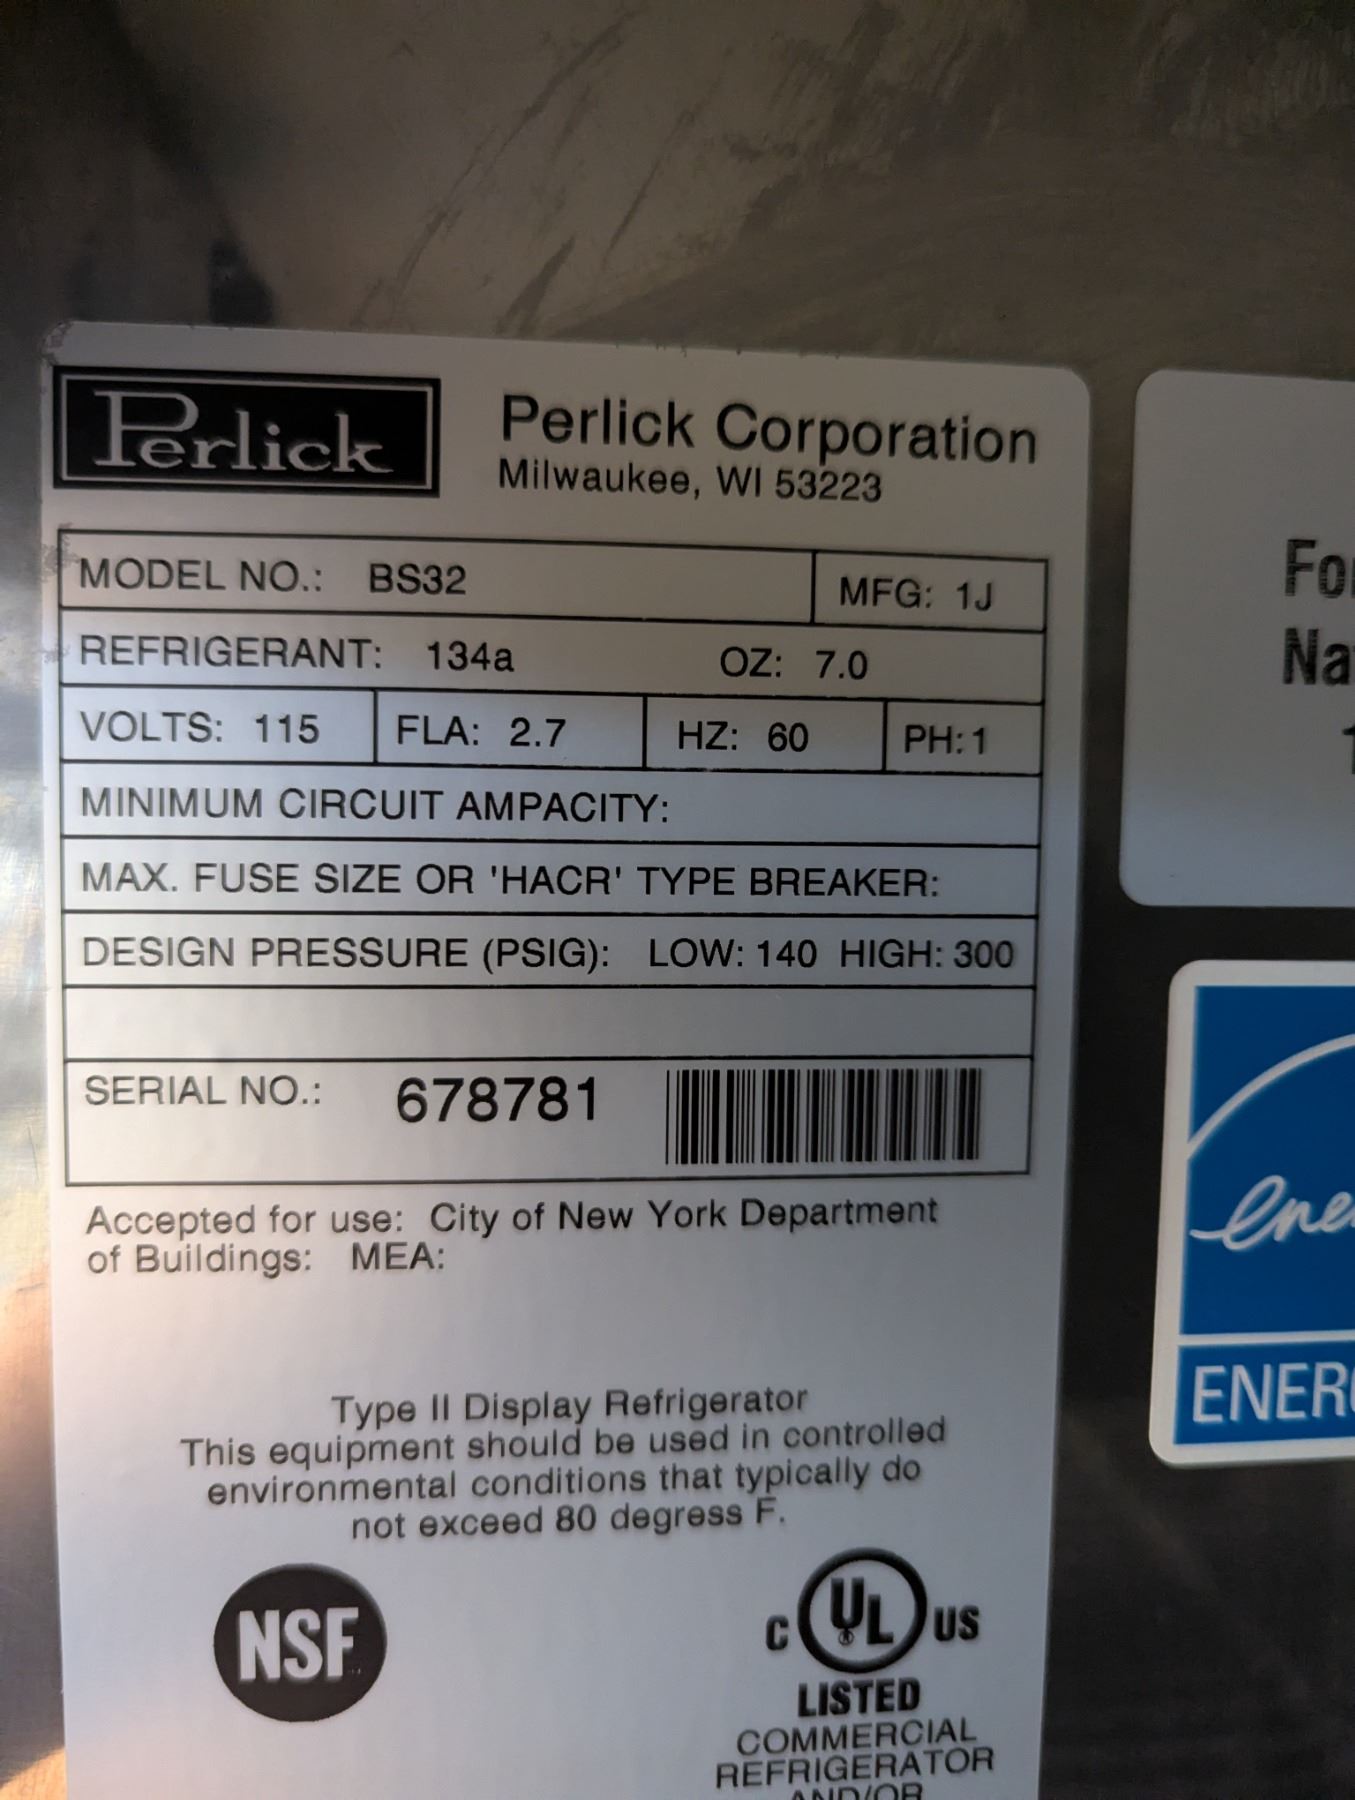 Perlick
Perlick Corporation
Milwaukee, WI 53223
MODEL NO.: BS32 MFG: 1J
REFRIGERANT: 134a OZ: 7.0
VOLTS: 115 FLA: 2.7 HZ: 60 PH:1
MINIMUM CIRCUIT AMPACITY:
MAX. FUSE SIZE OR 'HACR' TYPE BREAKER:
DESIGN PRESSURE (PSIG): LOW: 140 HIGH: 300
SERIAL NO.: 678781
Accepted for use: City of New York Department
of Buildings: MEA:
Type II Display Refrigerator
This equipment should be used in controlled
environmental conditions that typically do
not exceed 80 degress F.
NSF
C UL® US
LISTED
COMMERCIAL
REFRIGERATOR
AND/OR